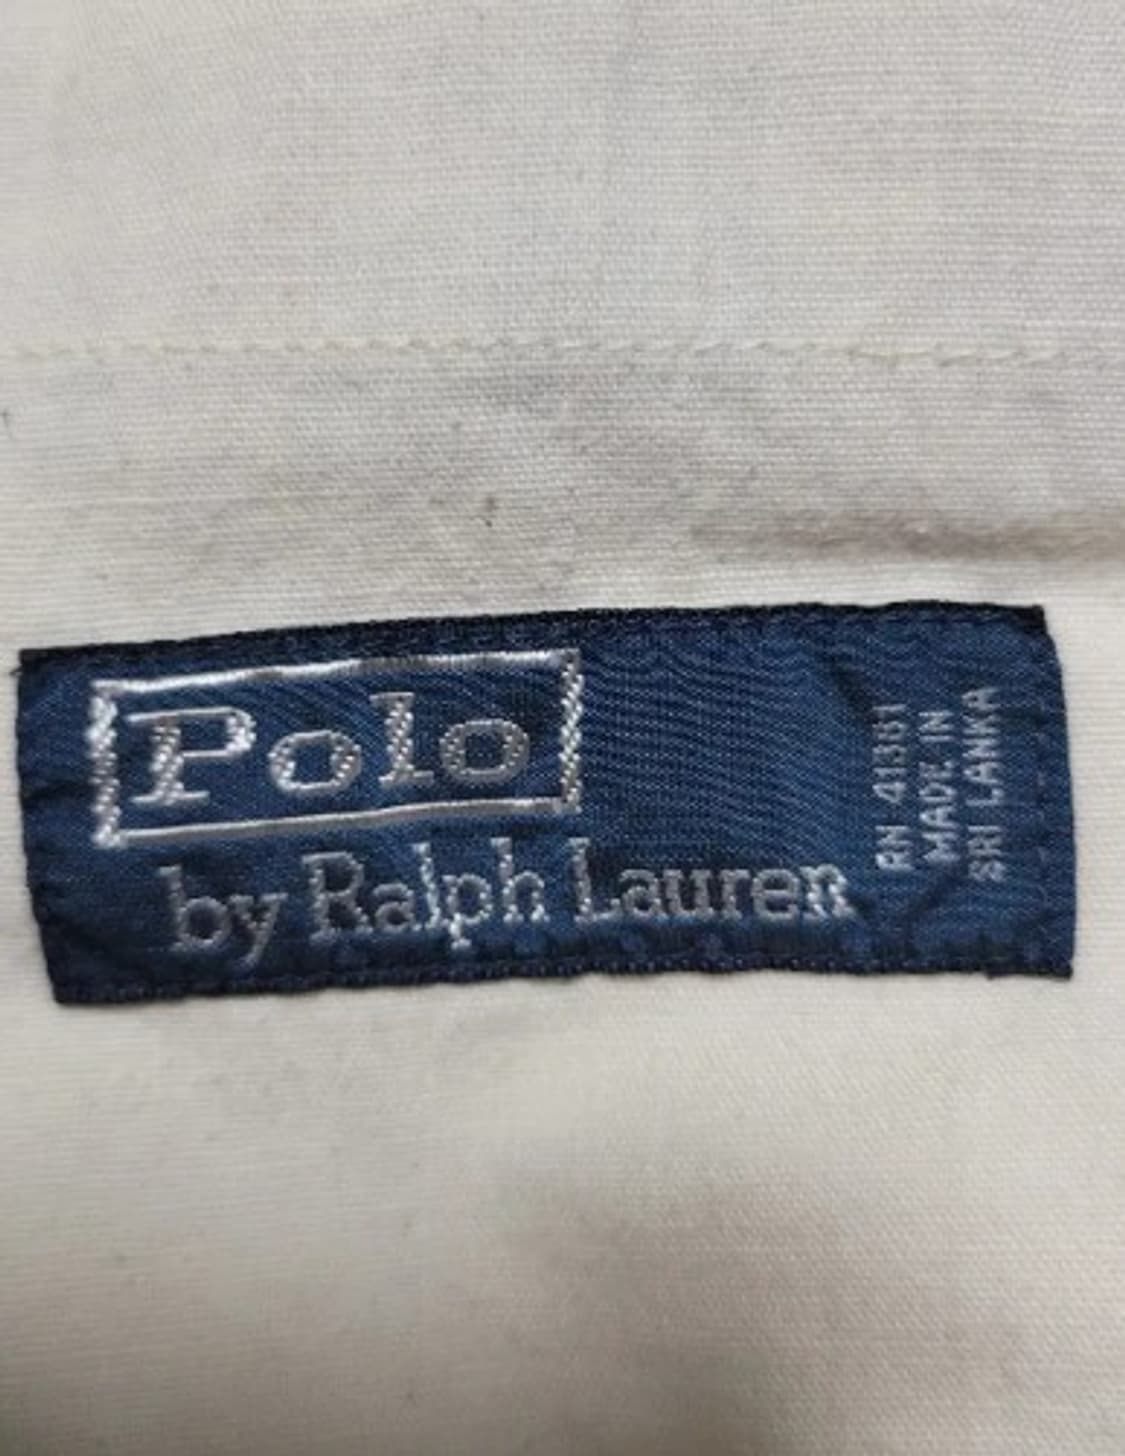 Polo
by Ralph Lauren
RN 41381
MADE IN
SRI LANKA